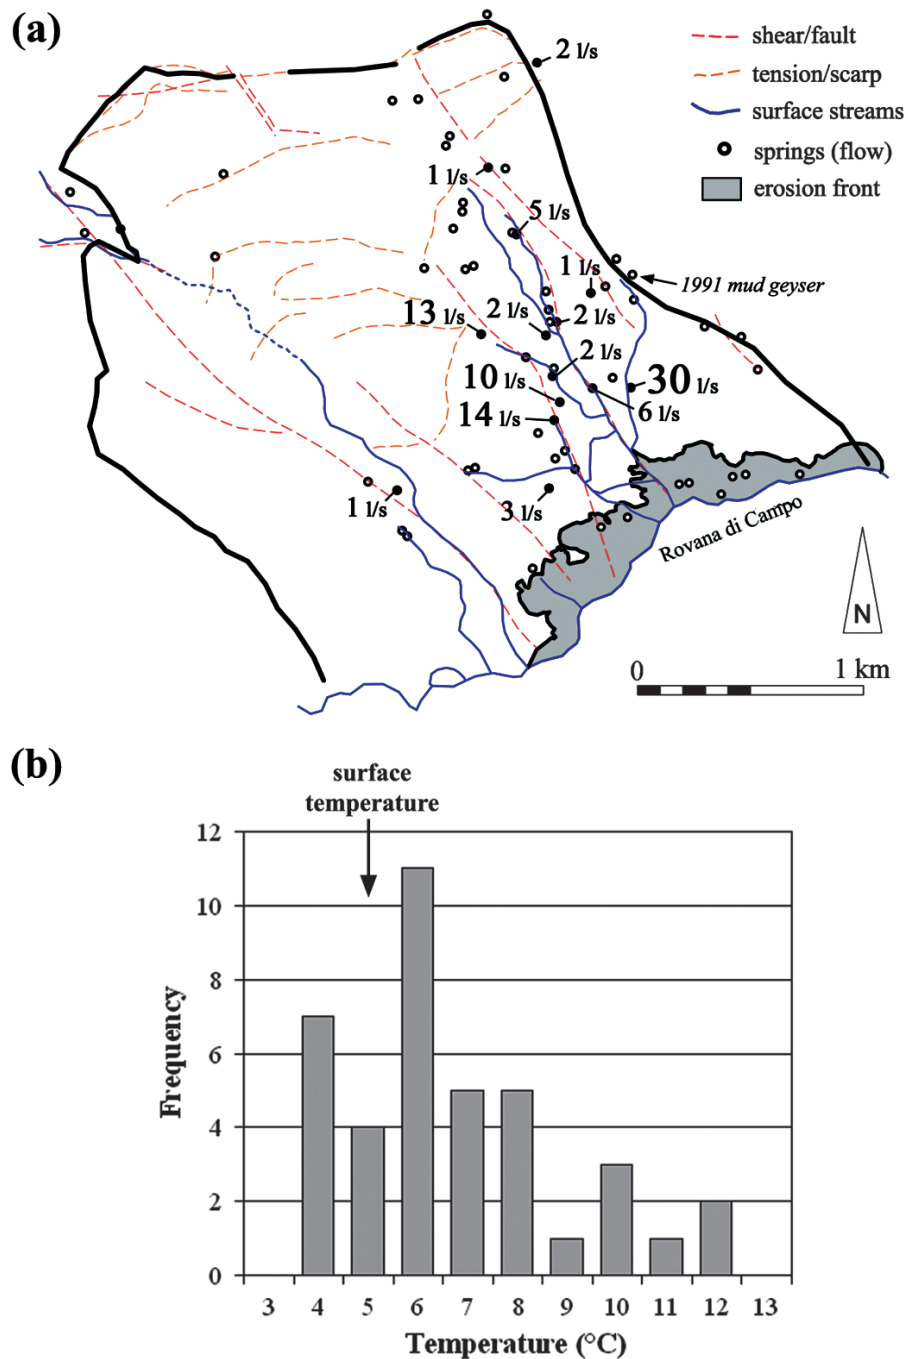 (a)
2 l/s
shear/fault
tension/scarp
surface streams
springs (flow)
erosion front
1 l/s
5 l/s
1 l/s
1991 mud geyser
13 l/s
2 l/s
2 l/s
2 l/s
10 l/s
30 l/s
6 l/s
14 l/s
1 l/s
3 l/s
Rovana di Campo
N
0 1 km
(b)
surface
temperature
12
10
8
6
4
2
0
Frequency
3 4 5 6 7 8 9 10 11 12 13
Temperature (°C)